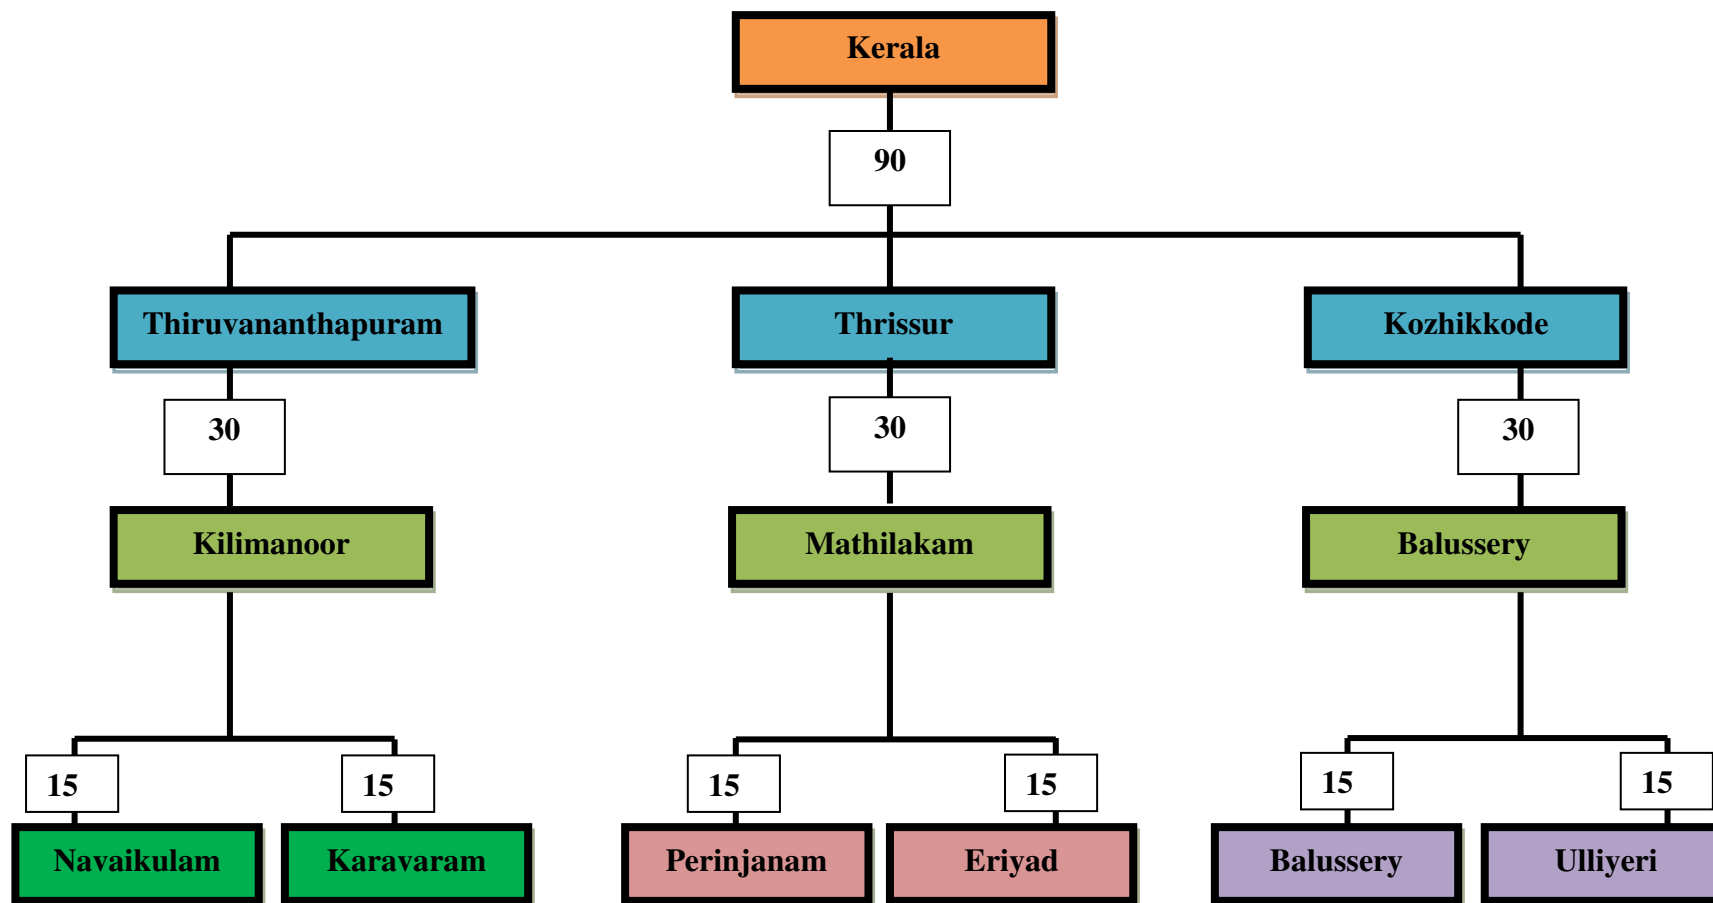 Kerala
90
Thiruvananthapuram
Thrissur
Kozhikkode
30
30
30
Kilimanoor
Mathilakam
Balussery
15
15
15
15
15
15
Navaikulam
Karavaram
Perinjanam
Eriyad
Balussery
Ulliyeri